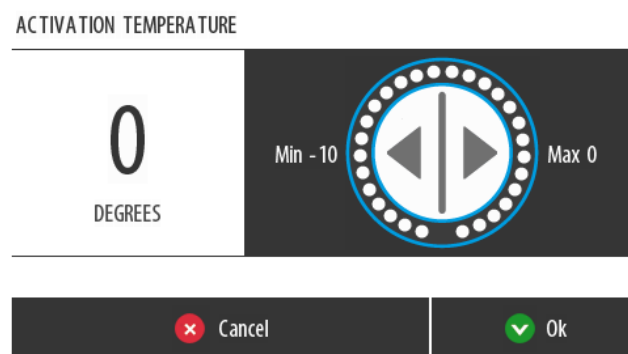 ACTIVATION TEMPERATURE
0
DEGREES
Min -10
Max 0
Cancel
Ok